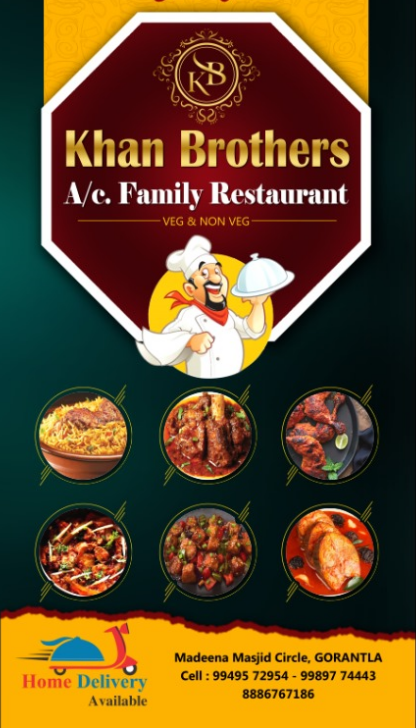 KB
Khan Brothers
A/c. Family Restaurant
VEG & NON VEG
Home Delivery
Available
Madeena Masjid Circle, GORANTLA
Cell : 99495 72954 - 99897 74443
8886767186